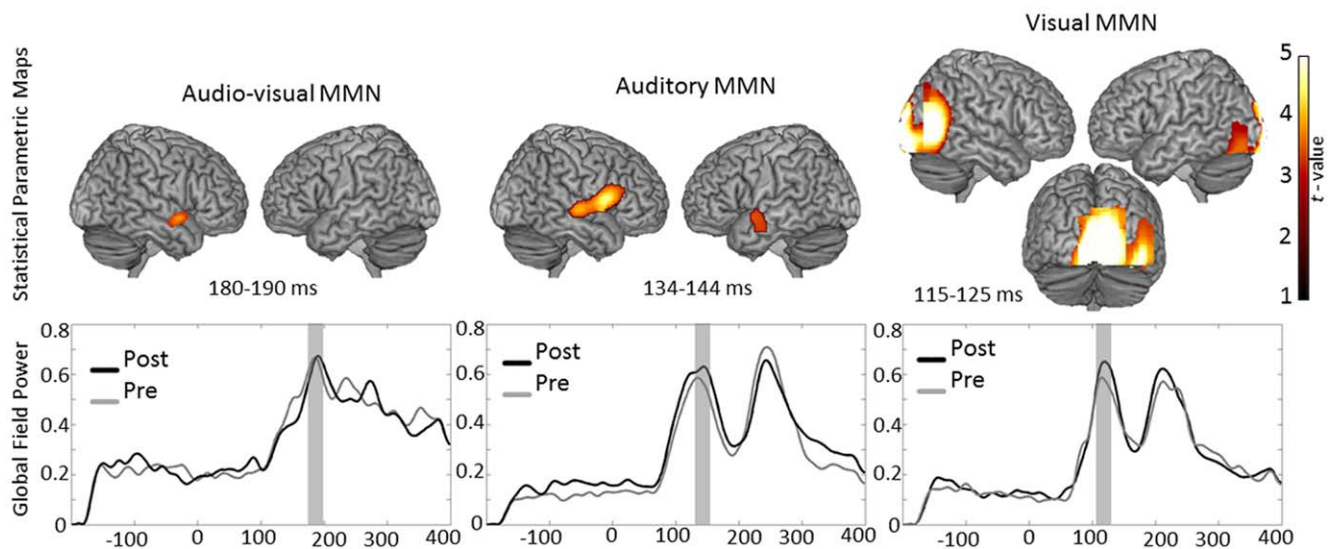 Statistical Parametric Maps
Audio-visual MMN
180-190 ms
Auditory MMN
134-144 ms
Visual MMN
115-125 ms
5
4
3
2
1
t - value
Global Field Power
0.8
0.6
0.4
0.2
0
Post
Pre
-100 0 100 200 300 400
0.8
0.6
0.4
0.2
0
Post
Pre
-100 0 100 200 300 400
0.8
0.6
0.4
0.2
0
Post
Pre
-100 0 100 200 300 400